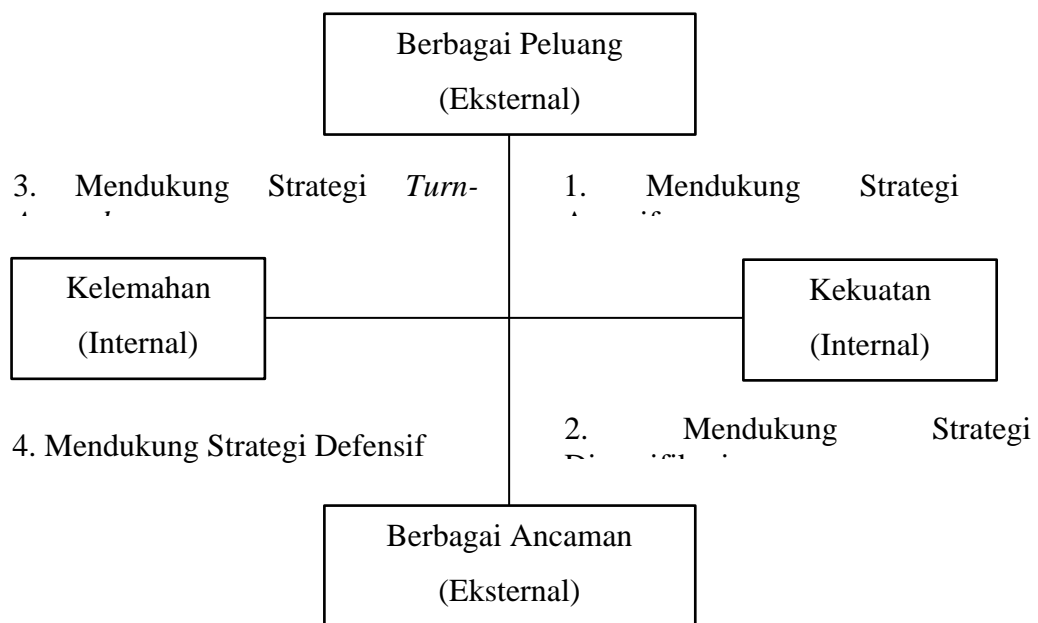 Berbagai Peluang
(Eksternal)
3. Mendukung Strategi Turn-
1. Mendukung Strategi
Kelemahan
(Internal)
Kekuatan
(Internal)
4. Mendukung Strategi Defensif
2. Mendukung Strategi
Berbagai Ancaman
(Eksternal)